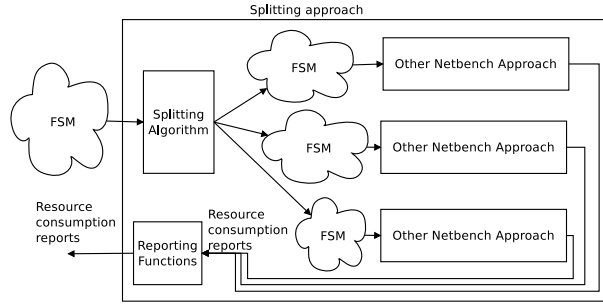 Splitting approach
FSM
Splitting
Algorithm
FSM
Other Netbench Approach
FSM
Other Netbench Approach
FSM
Other Netbench Approach
Resource
consumption
reports
Reporting
Functions
Resource
consumption
reports